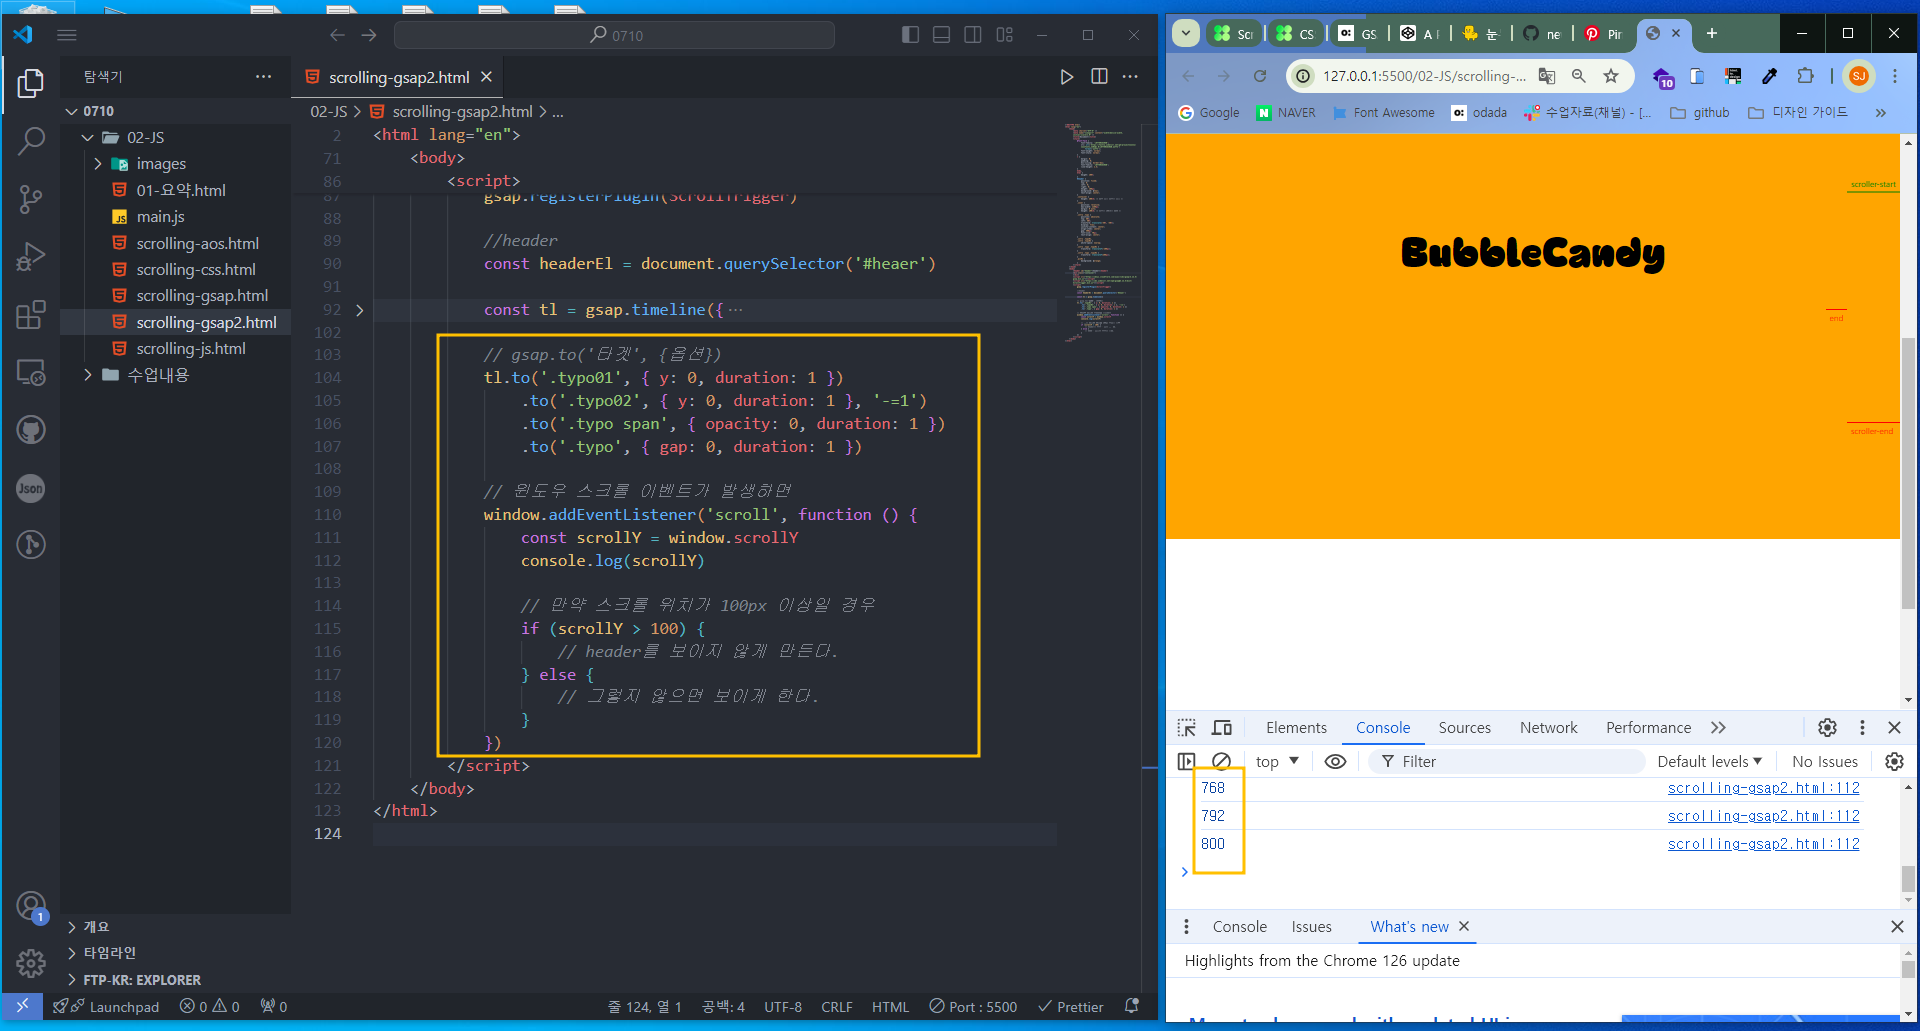 0710
탐색기
0710
02-JS
images
01-요약.html
main.js
scrolling-aos.html
scrolling-css.html
scrolling-gsap.html
scrolling-gsap2.html
scrolling-js.html
수업내용
개요
타임라인
FTP-KR: EXPLORER
Json
1
scrolling-gsap2.html
02-JS > scrolling-gsap2.html > ...
2 <html lang="en">
71 <body>
86 <script>
87 gsap.registerPlugin(ScrollTrigger)
88
89 //header
90 const headerEl = document.querySelector('#heaer')
91
92 const tl = gsap.timeline({ ···
102
103 // gsap.to('타겟', {옵션})
104 tl.to('.typo01', { y: 0, duration: 1 })
105 .to('.typo02', { y: 0, duration: 1 }, '-=1')
106 .to('.typo span', { opacity: 0, duration: 1 })
107 .to('.typo', { gap: 0, duration: 1 })
108
109 // 윈도우 스크롤 이벤트가 발생하면
110 window.addEventListener('scroll', function () {
111 const scrollY = window.scrollY
112 console.log(scrollY)
113
114 // 만약 스크롤 위치가 100px 이상일 경우
115 if (scrollY > 100) {
116 // header를 보이지 않게 만든다.
117 } else {
118 // 그렇지 않으면 보이게 한다.
119 }
120 })
121 </script>
122 </body>
123 </html>
124
Launchpad 0 0 0 줄 124, 열 1 공백: 4 UTF-8 CRLF HTML Port : 5500 Prettier
Scr CS GS A 눈 ne Pin
127.0.0.1:5500/02-JS/scrolling-... 10 SJ
Google NAVER Font Awesome odada 수업자료(채널) - [... github 디자인 가이드
scroller-start
BubbleCandy
end
scroller-end
Elements Console Sources Network Performance
top Filter Default levels No Issues
768 scrolling-gsap2.html:112
792 scrolling-gsap2.html:112
800 scrolling-gsap2.html:112
Console Issues What's new
Highlights from the Chrome 126 update